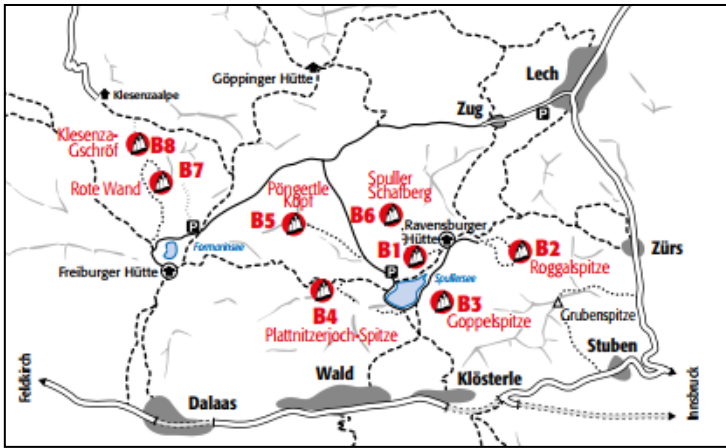 Lech
Göppinger Hütte
Klesenzaalpe
Zug
P
Klesenza-
Gschröf
B8
B7
Rote Wand
Spuller
Schafberg
Pöngertle
Kopf
B5
B6
P
Ravensburger
Hütte
Formarinsee
B1
B2
Zürs
Freiburger Hütte
P
Spullersee
Roggalspitze
B4
B3
Plattnitzerjoch-Spitze
Goppelspitze
Grubenspitze
Stuben
Feldkirch
Wald
Klösterle
Innsbruck
Dalaas